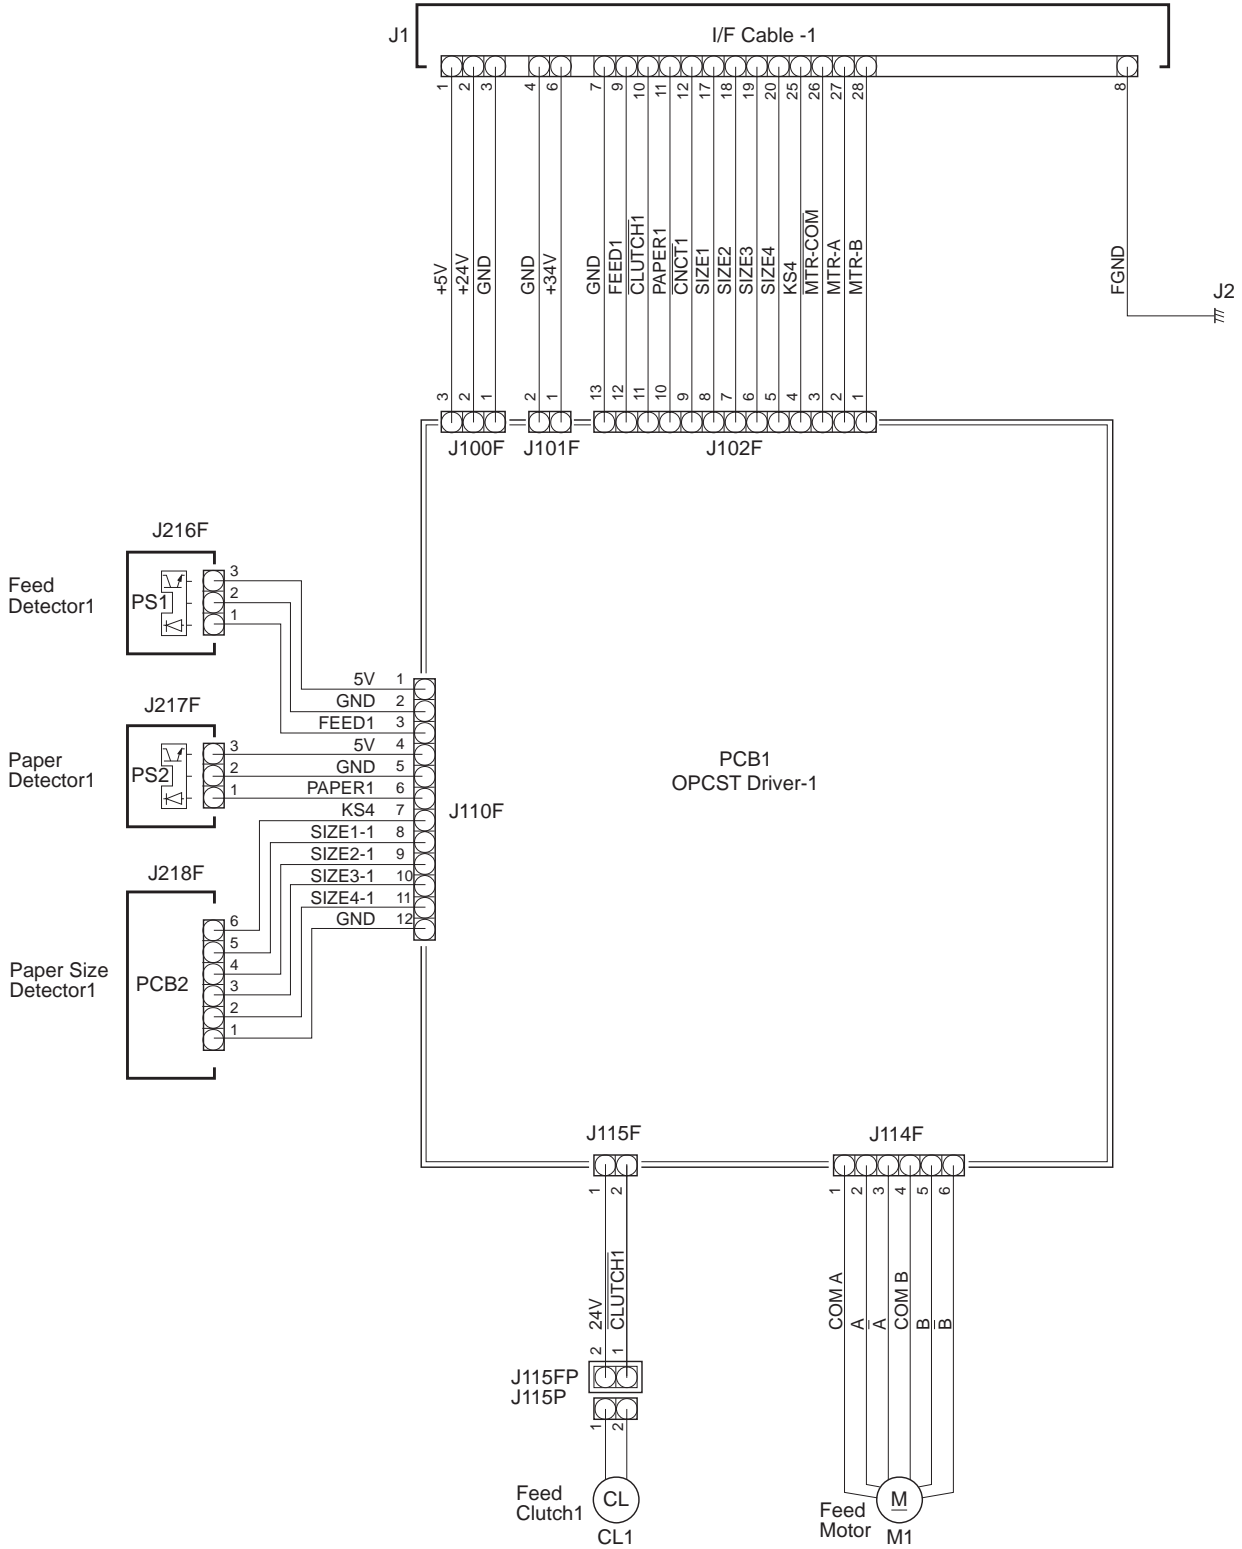 J1
I/F Cable -1
1 2 3 4 6 7 9 10 11 12 17 18 19 20 25 26 27 28 8
+5V
+24V
GND
GND
+34V
GND
FEED1
CLUTCH1
PAPER1
CNCT1
SIZE1
SIZE2
SIZE3
SIZE4
KS4
MTR-COM
MTR-A
MTR-B
FGND
J2
3 2 1 2 1 13 12 11 10 9 8 7 6 5 4 3 2 1
J100F J101F J102F
J216F
Feed
Detector1
PS1
3
2
1
5V 1
GND 2
FEED1 3
J217F
Paper
Detector1
PS2
3
2
1
5V 4
GND 5
PAPER1 6
KS4 7
SIZE1-1 8
SIZE2-1 9
SIZE3-1 10
SIZE4-1 11
GND 12
J110F
PCB1
OPCST Driver-1
J218F
Paper Size
Detector1
PCB2
6
5
4
3
2
1
J115F
1 2
24V
CLUTCH1
2 1
J115FP
J115P
1 2
Feed
Clutch1
CL
CL1
J114F
1 2 3 4 5 6
COM A
A
A
COM B
B
B
Feed
Motor
M
M1